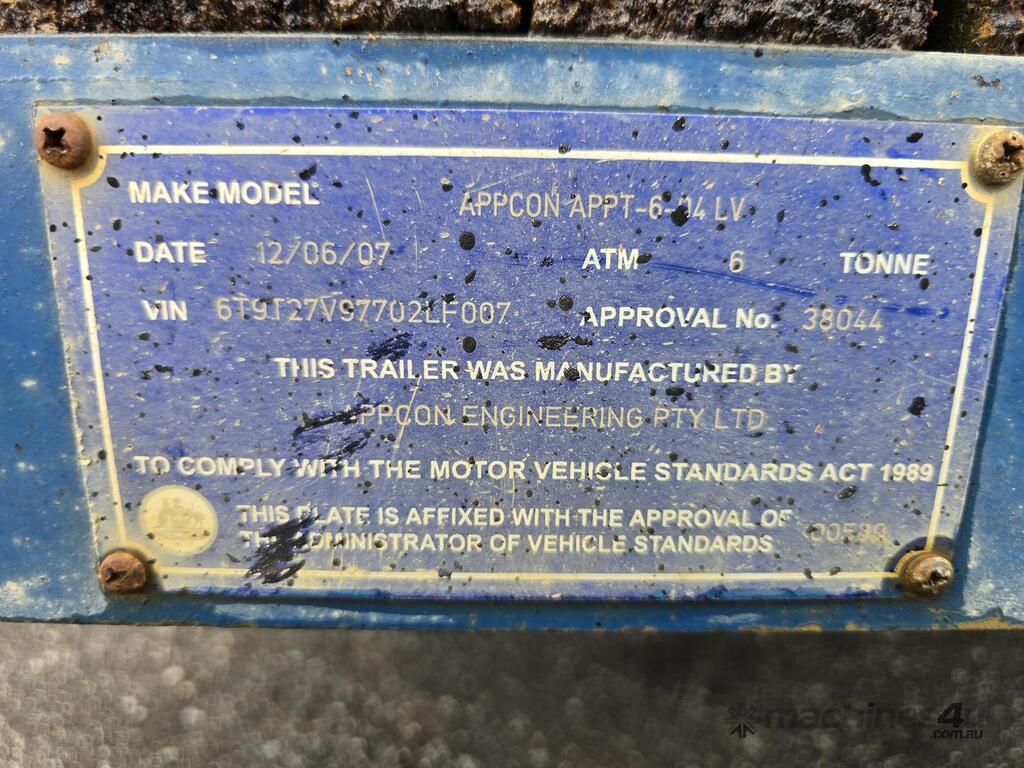 MAKE MODEL APPCON APPT-6-04 LV
DATE 12/06/07 ATM 6 TONNE
VIN 6T9T27V97702LF007 APPROVAL No. 38044
THIS TRAILER WAS MANUFACTURED BY
APPCON ENGINEERING PTY LTD
TO COMPLY WITH THE MOTOR VEHICLE STANDARDS ACT 1989
THIS PLATE IS AFFIXED WITH THE APPROVAL OF
THE ADMINISTRATOR OF VEHICLE STANDARDS
machines4u
.com.au